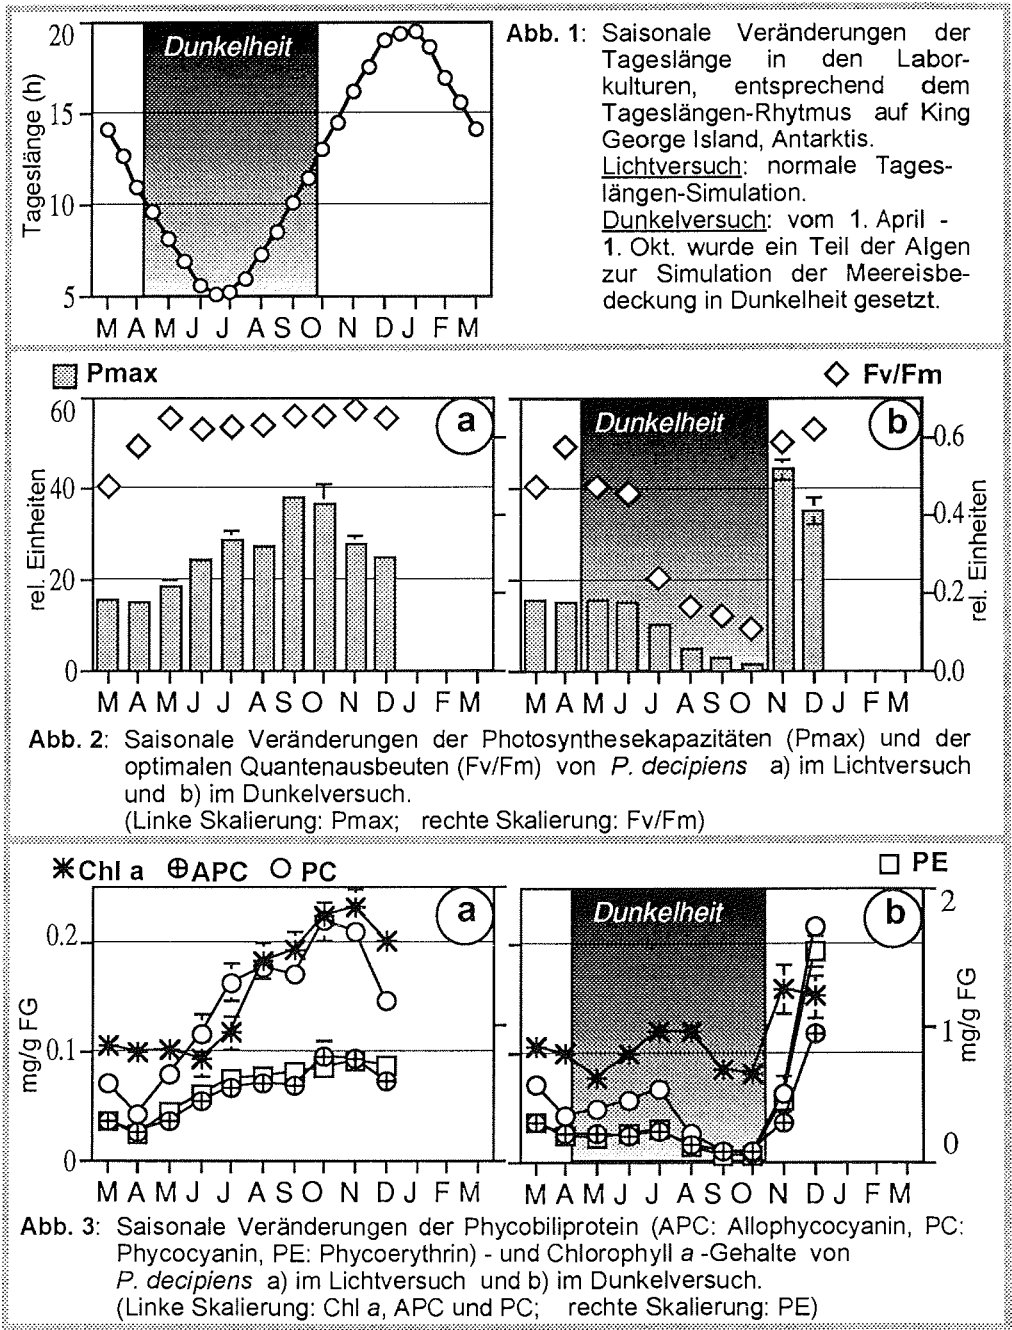 20
15
10
5
Tageslänge (h)
Dunkelheit
M A M J J A S O N D J F M
Abb. 1: Saisonale Veränderungen der
Tageslänge in den Labor-
kulturen, entsprechend dem
Tageslängen-Rhytmus auf King
George Island, Antarktis.
Lichtversuch: normale Tages-
längen-Simulation.
Dunkelversuch: vom 1. April -
1. Okt. wurde ein Teil der Algen
zur Simulation der Meereisbe-
deckung in Dunkelheit gesetzt.
Pmax
Fv/Fm
60
40
20
0
rel. Einheiten
a
M A M J J A S O N D J F M
Dunkelheit
b
0.6
0.4
0.2
0.0
rel. Einheiten
M A M J J A S O N D J F M
Abb. 2: Saisonale Veränderungen der Photosynthesekapazitäten (Pmax) und der
optimalen Quantenausbeuten (Fv/Fm) von P. decipiens a) im Lichtversuch
und b) im Dunkelversuch.
(Linke Skalierung: Pmax; rechte Skalierung: Fv/Fm)
Chl a APC PC
PE
0.2
0.1
0
mg/g FG
a
M A M J J A S O N D J F M
Dunkelheit
b
2
1
0
mg/g FG
M A M J J A S O N D J F M
Abb. 3: Saisonale Veränderungen der Phycobiliprotein (APC: Allophycocyanin, PC:
Phycocyanin, PE: Phycoerythrin) - und Chlorophyll a -Gehalte von
P. decipiens a) im Lichtversuch und b) im Dunkelversuch.
(Linke Skalierung: Chl a, APC und PC; rechte Skalierung: PE)